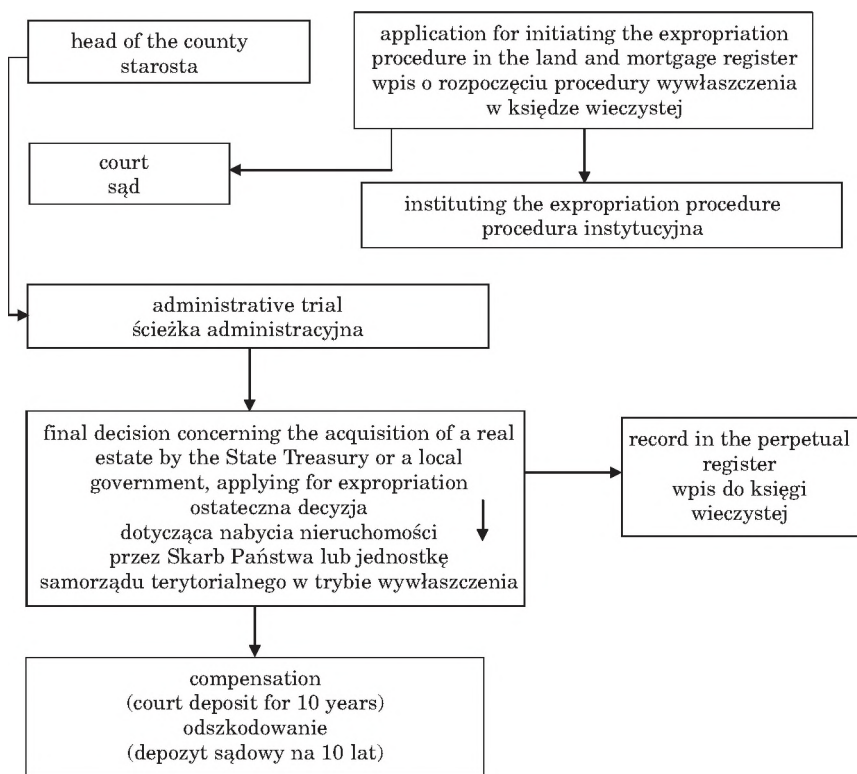 head of the county
starosta
application for initiating the expropriation
procedure in the land and mortgage register
wpis o rozpoczęciu procedury wywłaszczenia
w księdze wieczystej
court
sąd
instituting the expropriation procedure
procedura instytucyjna
administrative trial
ścieżka administracyjna
final decision concerning the acquisition of a real
estate by the State Treasury or a local
government, applying for expropriation
ostateczna decyzja
dotycząca nabycia nieruchomości
przez Skarb Państwa lub jednostkę
samorządu terytorialnego w trybie wywłaszczenia
record in the perpetual
register
wpis do księgi
wieczystej
compensation
(court deposit for 10 years)
odszkodowanie
(depozyt sądowy na 10 lat)